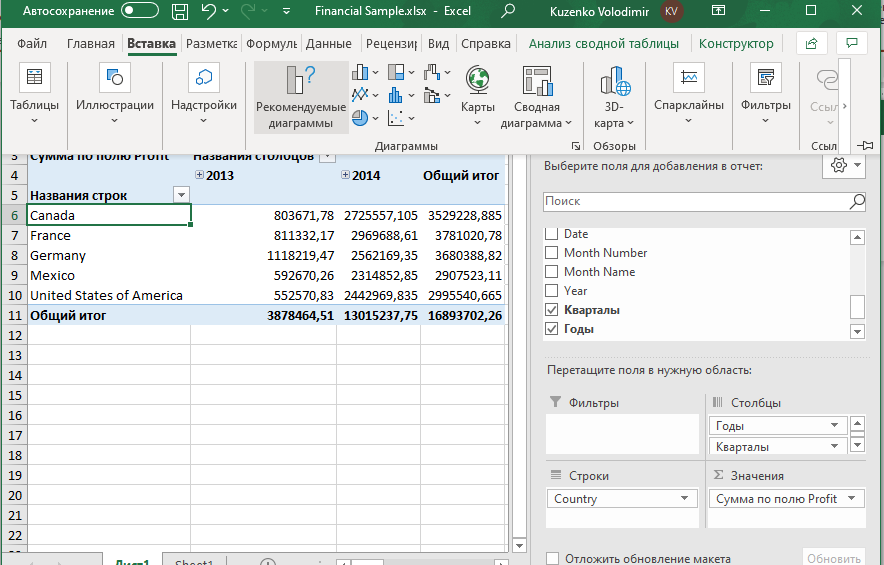 Автосохранение Financial Sample.xlsx - Excel Kuzenko Volodimir KV
Файл Главная Вставка Разметка Формулы Данные Рецензир Вид Справка Анализ сводной таблицы Конструктор
Таблицы Иллюстрации Надстройки Рекомендуемые диаграммы Карты Сводная диаграмма 3D-карта Спарклайны Фильтры Ссыл
Диаграммы Обзоры Ссыл
3 Сумма по полю Profit Названия столбцов
4 2013 2014 Общий итог
5 Названия строк
6 Canada 803671,78 2725557,105 3529228,885
7 France 811332,17 2969688,61 3781020,78
8 Germany 1118219,47 2562169,35 3680388,82
9 Mexico 592670,26 2314852,85 2907523,11
10 United States of America 552570,83 2442969,835 2995540,665
11 Общий итог 3878464,51 13015237,75 16893702,26
12
13
14
15
16
17
18
19
20
21
22
Лист1 Sheet1
Выберите поля для добавления в отчет:
Поиск
Date
Month Number
Month Name
Year
Кварталы
Годы
Перетащите поля в нужную область:
Фильтры Столбцы
Годы
Кварталы
Строки Σ Значения
Country Сумма по полю Profit
Отложить обновление макета Обновить